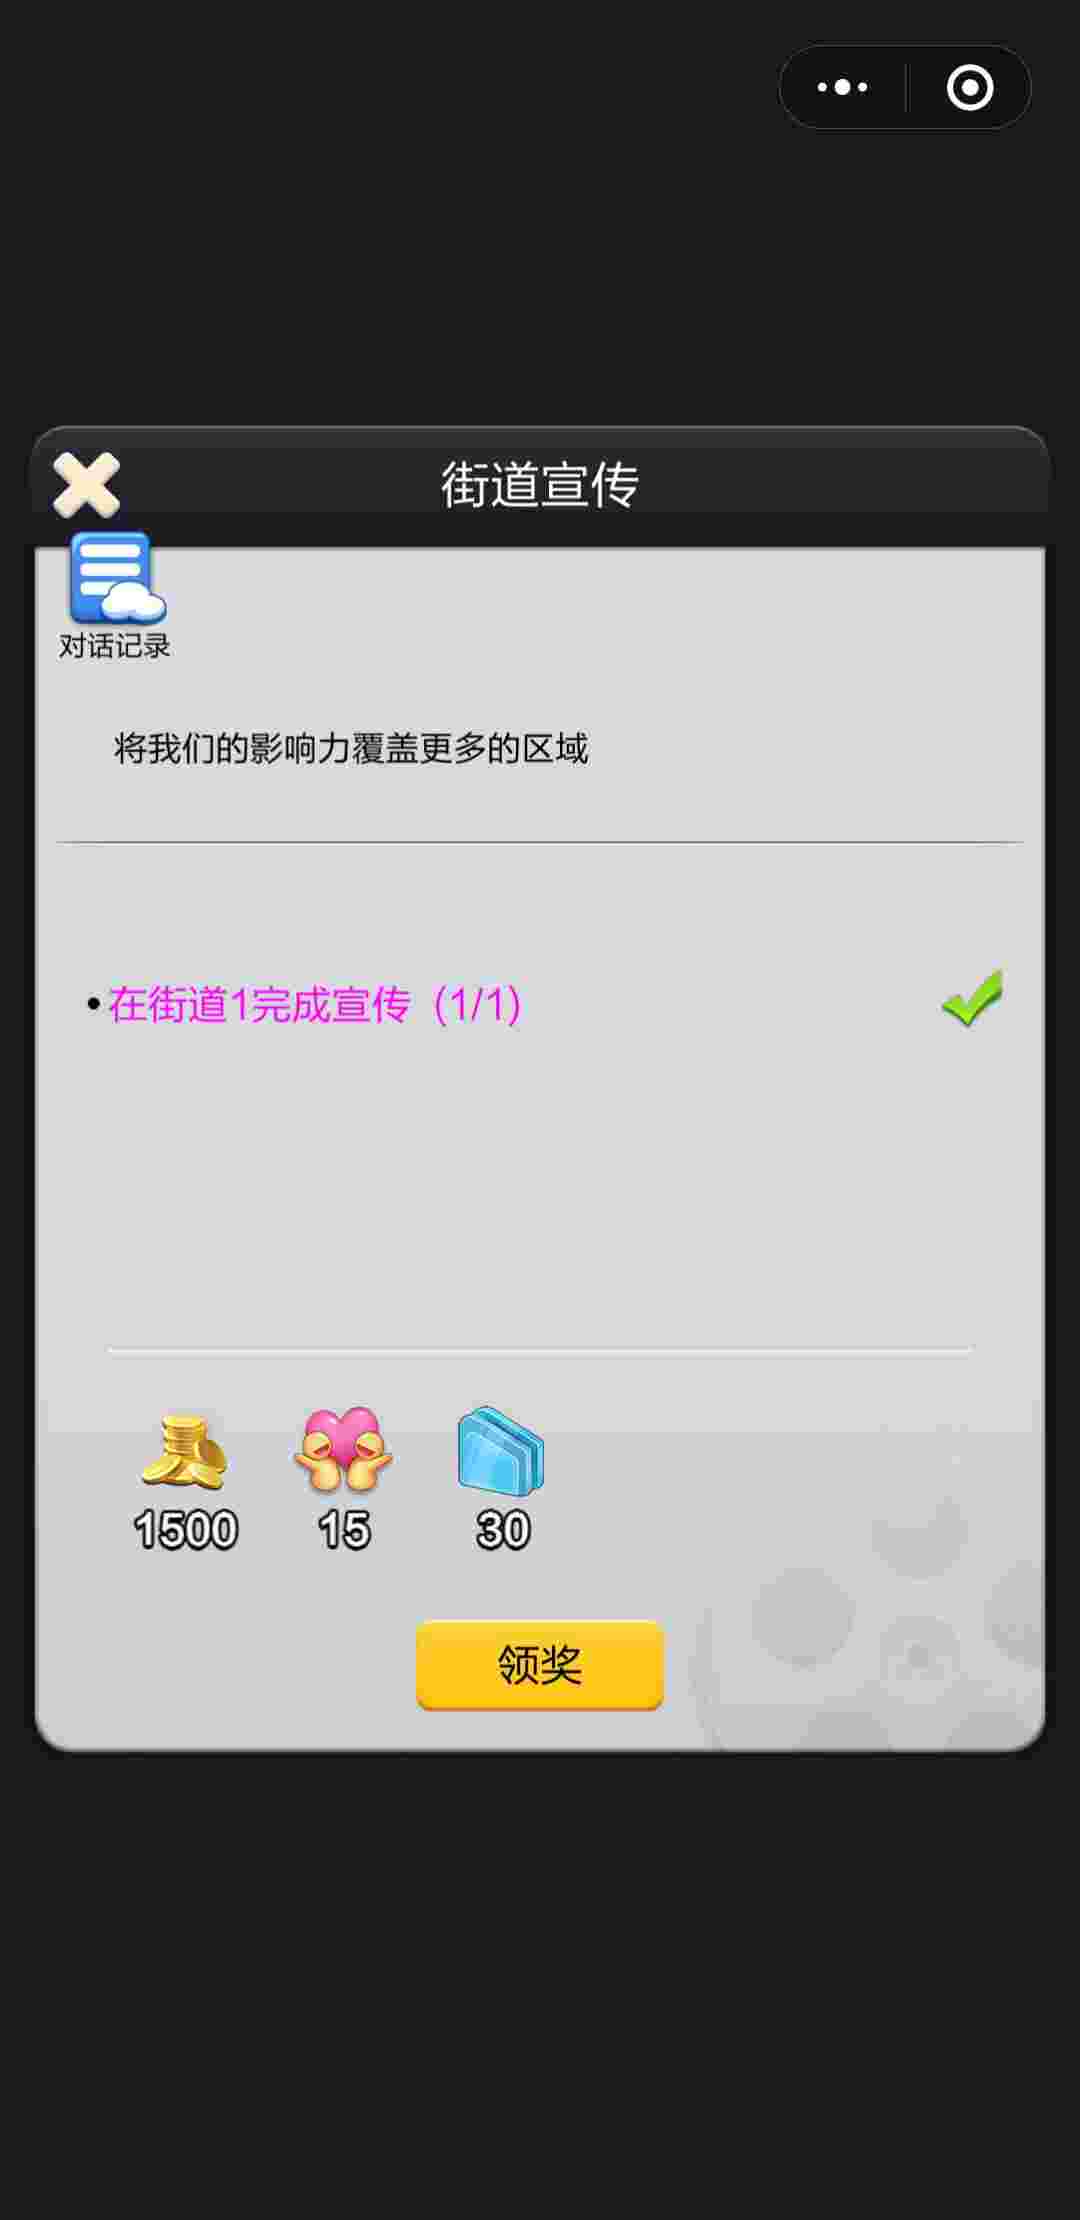 街道宣传
对话记录
将我们的影响力覆盖更多的区域
•在街道1完成宣传 (1/1)
1500 15 30
领奖